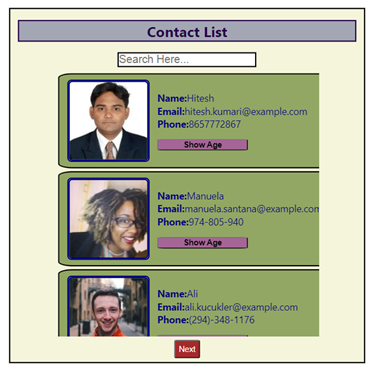 Contact List
Search Here...
Name:Hitesh
Email:hitesh.kumari@example.com
Phone:8657772867
Show Age
Name:Manuela
Email:manuela.santana@example.com
Phone:974-805-940
Show Age
Name:Ali
Email:ali.kucukler@example.com
Phone:(294)-348-1176
Next